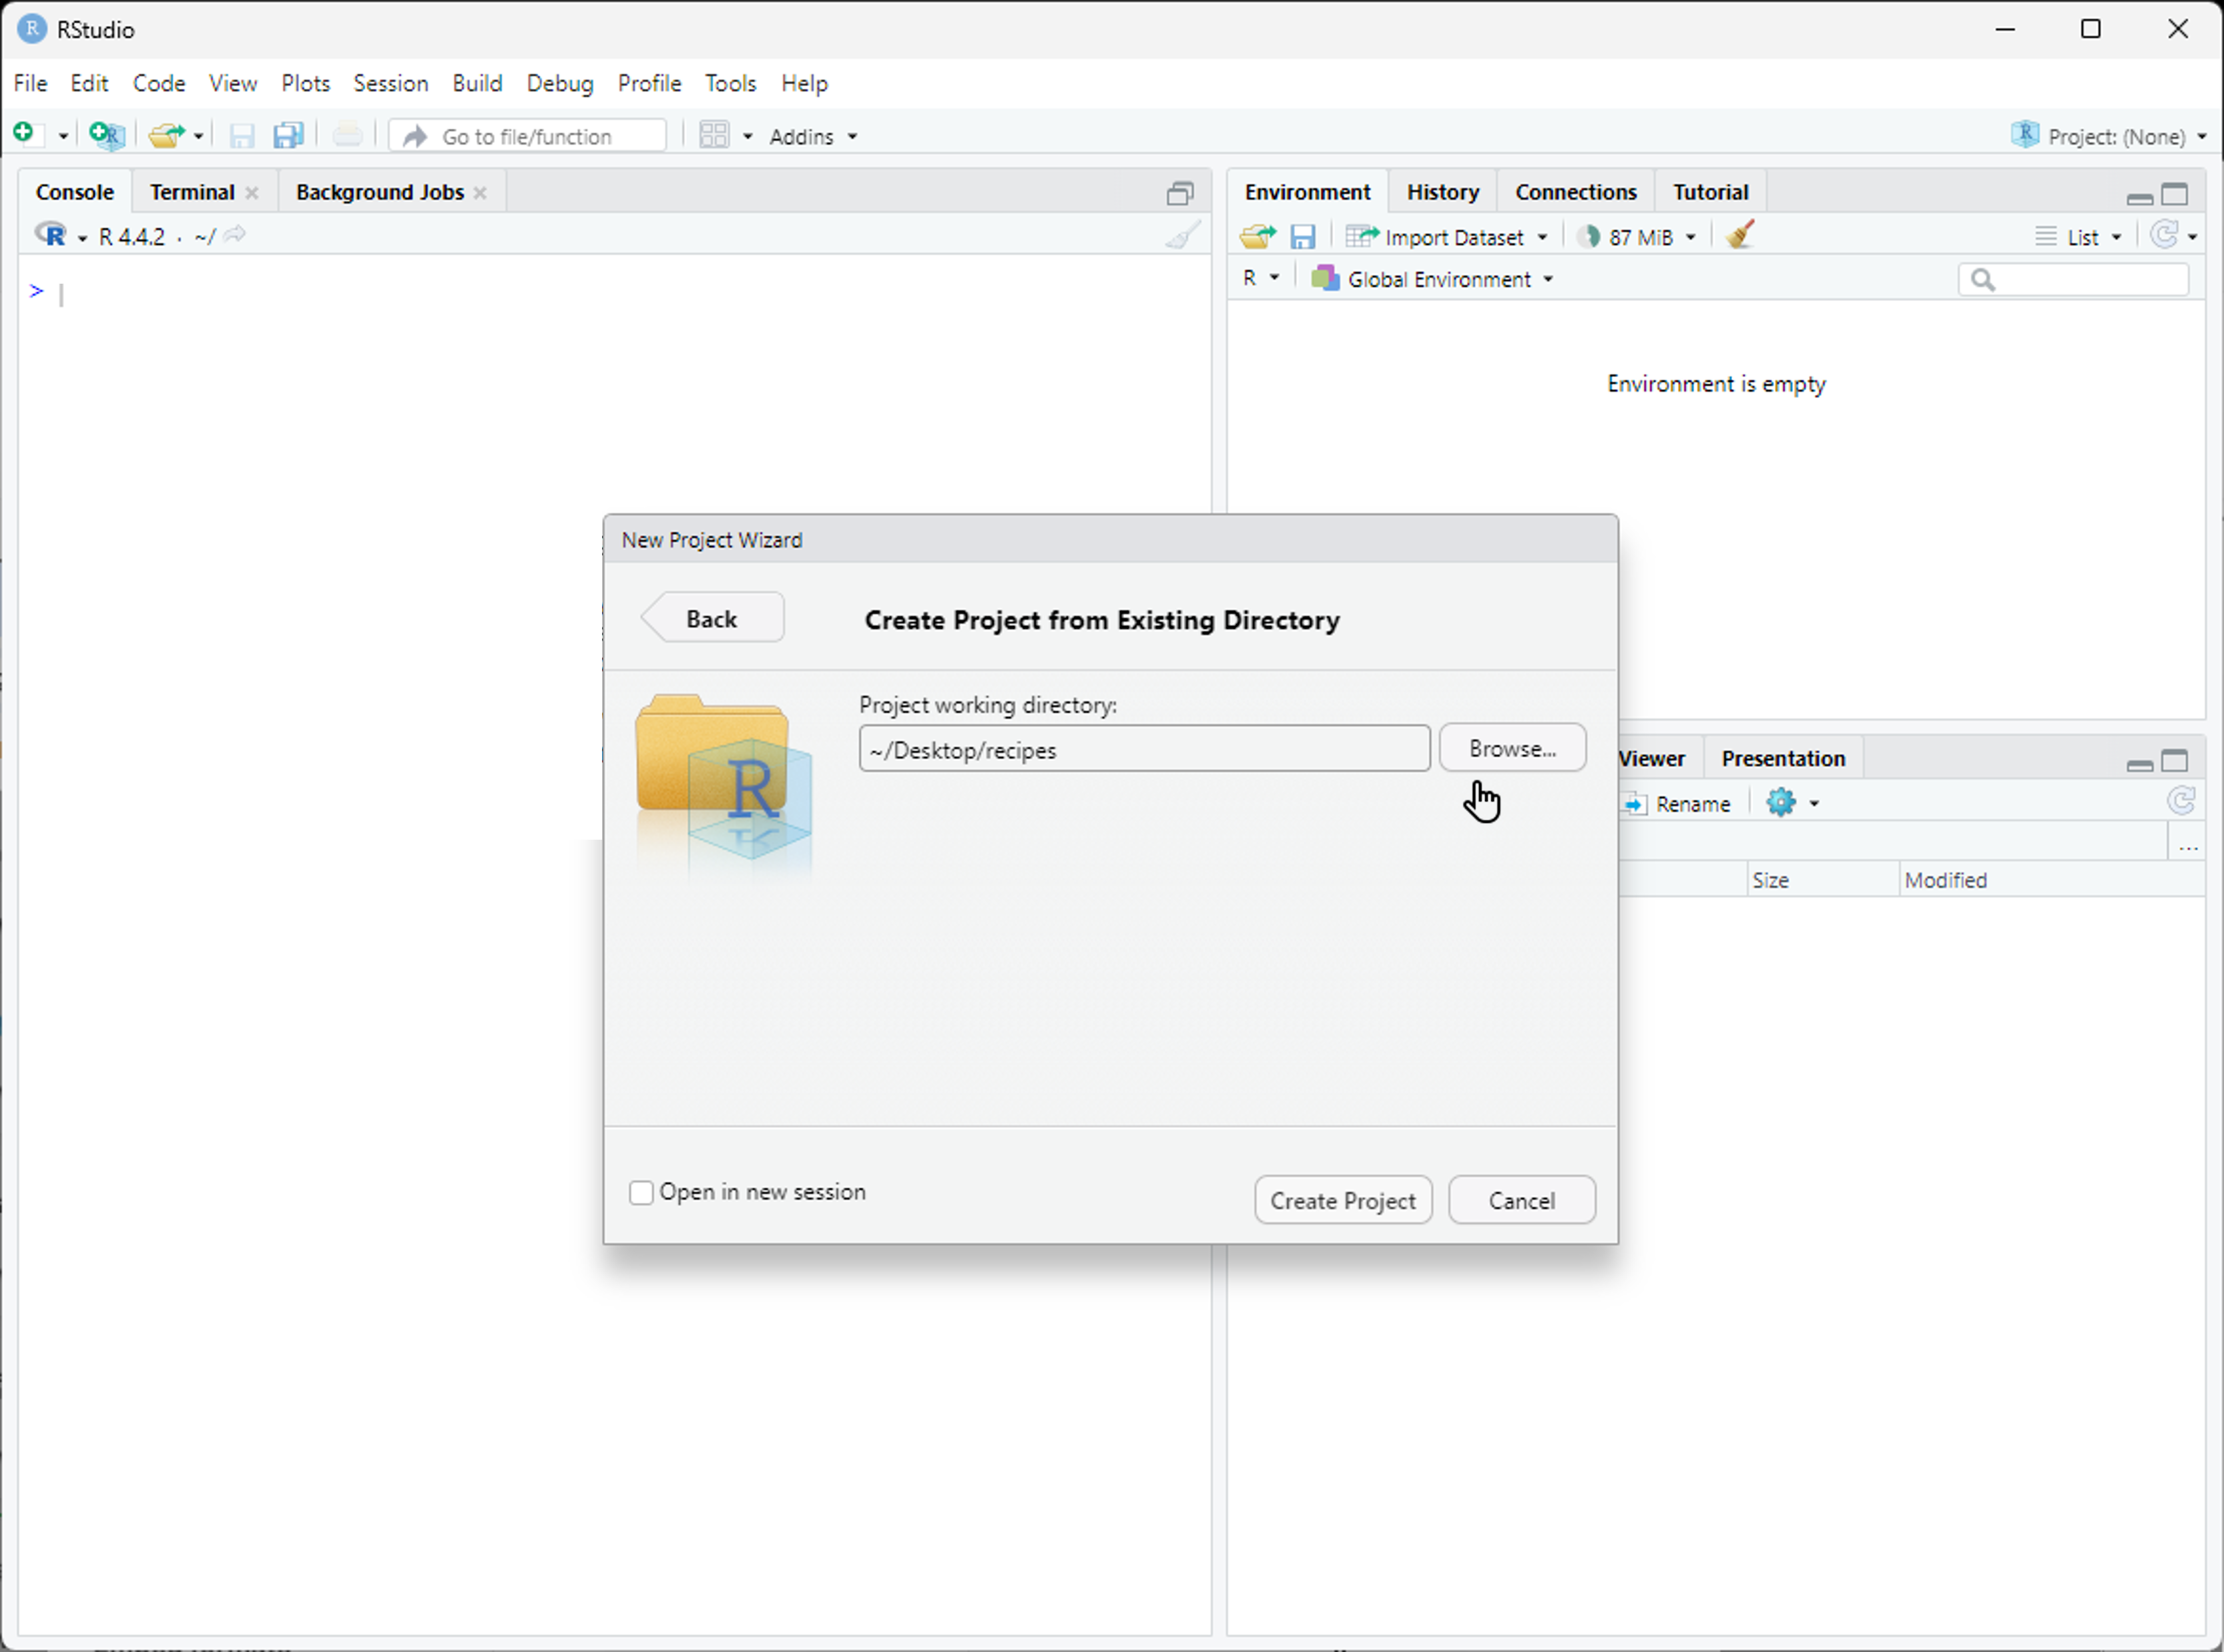 RStudio
File Edit Code View Plots Session Build Debug Profile Tools Help
Go to file/function Addins Project: (None)
Console Terminal Background Jobs
R 4.4.2 · ~/
>
Environment History Connections Tutorial
Import Dataset 87 MiB List
R Global Environment
Environment is empty
New Project Wizard
Back Create Project from Existing Directory
Project working directory:
~/Desktop/recipes Browse...
R
Open in new session Create Project Cancel
Viewer Presentation
Rename
...
Size Modified